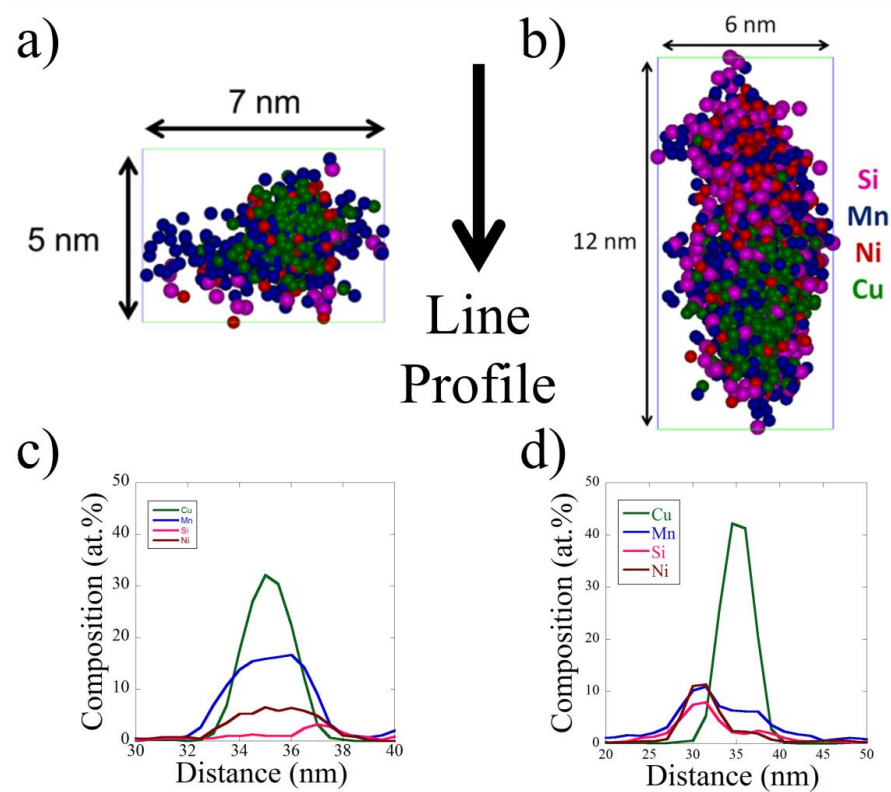 a)
7 nm
5 nm
Line
Profile
b)
6 nm
12 nm
Si
Mn
Ni
Cu
c)
Composition (at.%)
50
40
30
20
10
0
Cu
Mn
Si
Ni
30 32 34 36 38 40
Distance (nm)
d)
Composition (at.%)
50
40
30
20
10
0
Cu
Mn
Si
Ni
20 25 30 35 40 45 50
Distance (nm)